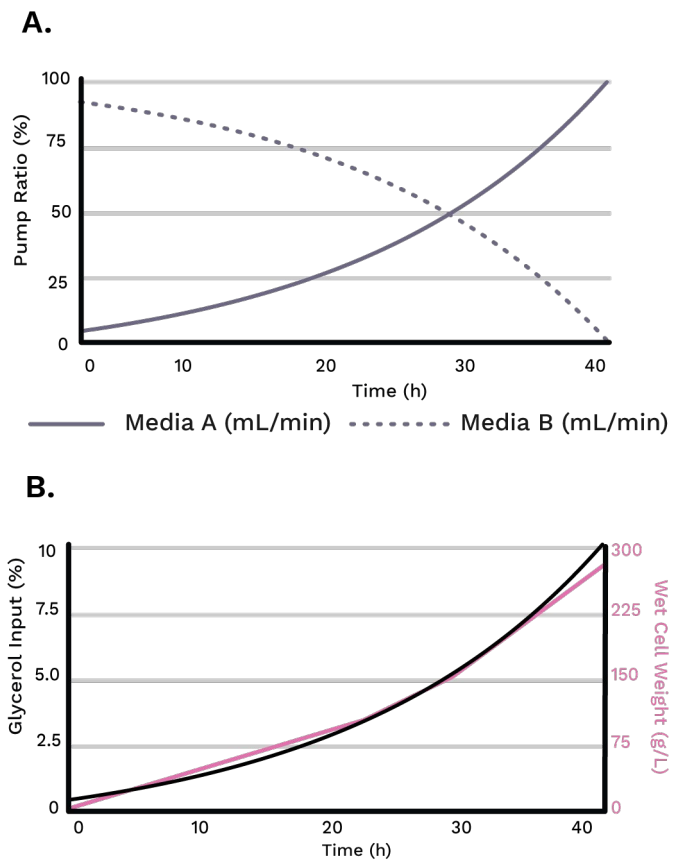 A.
Pump Ratio (%)
100
75
50
25
0
0 10 20 30 40
Time (h)
Media A (mL/min) Media B (mL/min)
B.
Glycerol Input (%)
10
7.5
5.0
2.5
0
300
225
150
75
0
Wet Cell Weight (g/L)
0 10 20 30 40
Time (h)